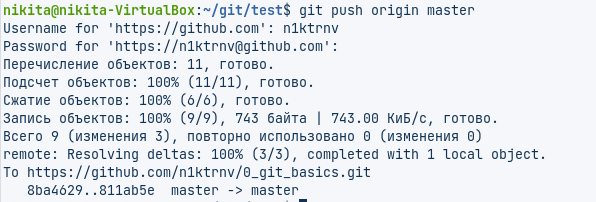 nikita@nikita-VirtualBox:~/git/test$ git push origin master
Username for 'https://github.com': n1ktrnv
Password for 'https://n1ktrnv@github.com':
Перечисление объектов: 11, готово.
Подсчет объектов: 100% (11/11), готово.
Сжатие объектов: 100% (6/6), готово.
Запись объектов: 100% (9/9), 743 байта | 743.00 КиБ/с, готово.
Всего 9 (изменения 3), повторно использовано 0 (изменения 0)
remote: Resolving deltas: 100% (3/3), completed with 1 local object.
To https://github.com/n1ktrnv/0_git_basics.git
   8ba4629..811ab5e  master -> master